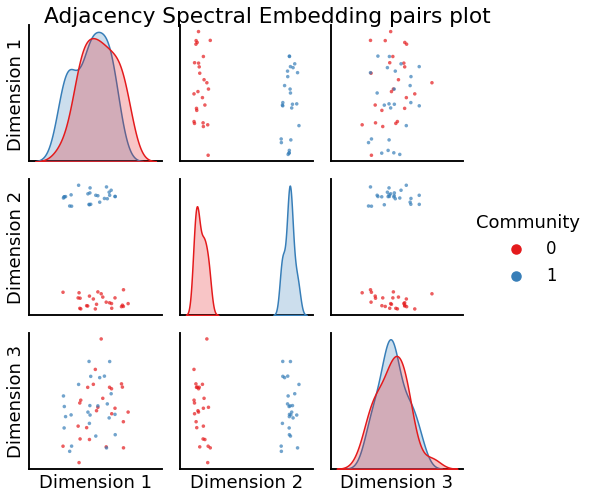 Adjacency Spectral Embedding pairs plot
Dimension 1
Dimension 2
Dimension 3
Community
0
1
Dimension 1
Dimension 2
Dimension 3